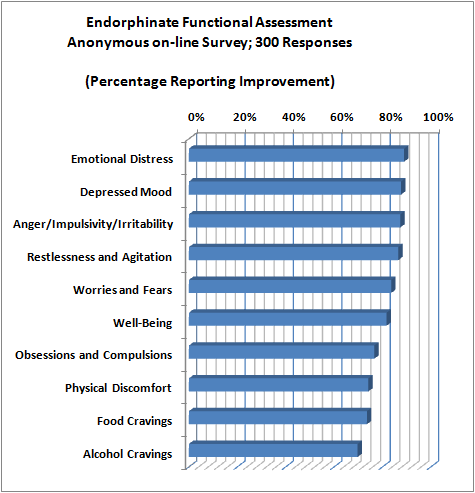 Endorphinate Functional Assessment
Anonymous on-line Survey; 300 Responses
(Percentage Reporting Improvement)
0% 20% 40% 60% 80% 100%
Emotional Distress
Depressed Mood
Anger/Impulsivity/Irritability
Restlessness and Agitation
Worries and Fears
Well-Being
Obsessions and Compulsions
Physical Discomfort
Food Cravings
Alcohol Cravings